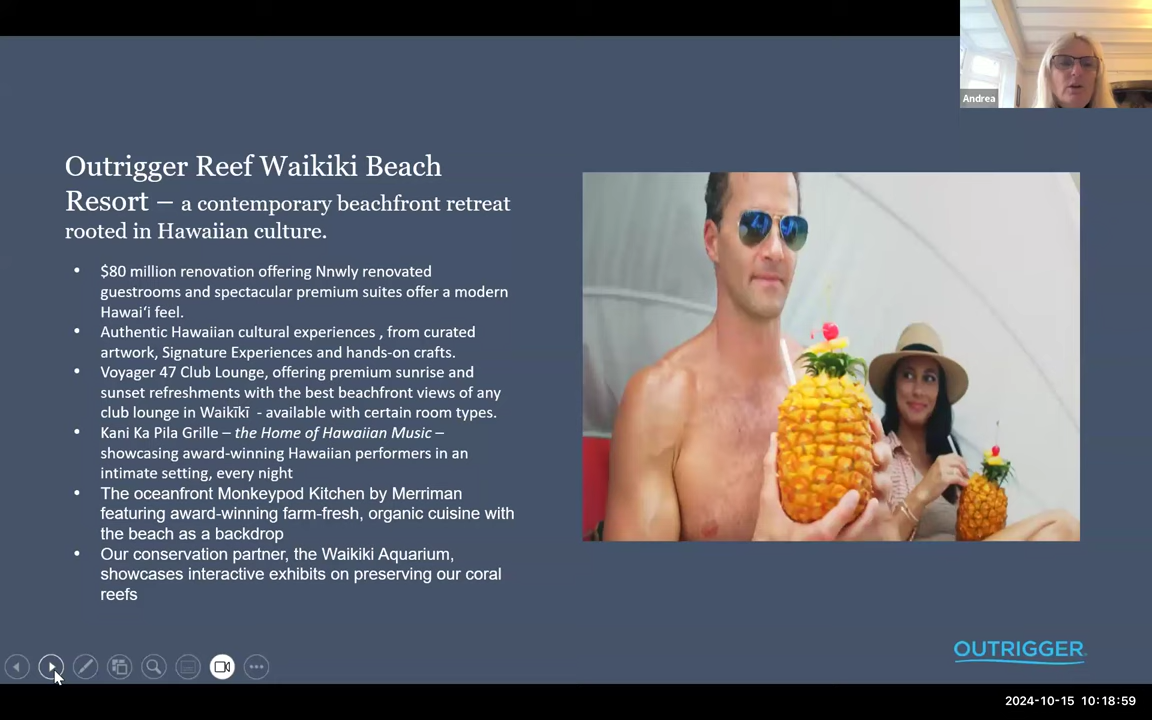 Andrea
Outrigger Reef Waikiki Beach
Resort – a contemporary beachfront retreat
rooted in Hawaiian culture.
• $80 million renovation offering Nnwly renovated
guestrooms and spectacular premium suites offer a modern
Hawai‘i feel.
• Authentic Hawaiian cultural experiences , from curated
artwork, Signature Experiences and hands-on crafts.
• Voyager 47 Club Lounge, offering premium sunrise and
sunset refreshments with the best beachfront views of any
club lounge in Waikīkī - available with certain room types.
• Kani Ka Pila Grille – the Home of Hawaiian Music –
showcasing award-winning Hawaiian performers in an
intimate setting, every night
• The oceanfront Monkeypod Kitchen by Merriman
featuring award-winning farm-fresh, organic cuisine with
the beach as a backdrop
• Our conservation partner, the Waikiki Aquarium,
showcases interactive exhibits on preserving our coral
reefs
OUTRIGGER
2024-10-15 10:18:59